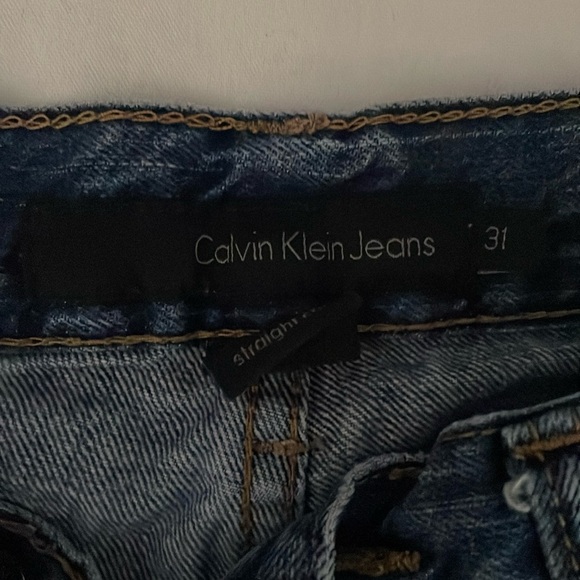 Calvin Klein Jeans 31
straight